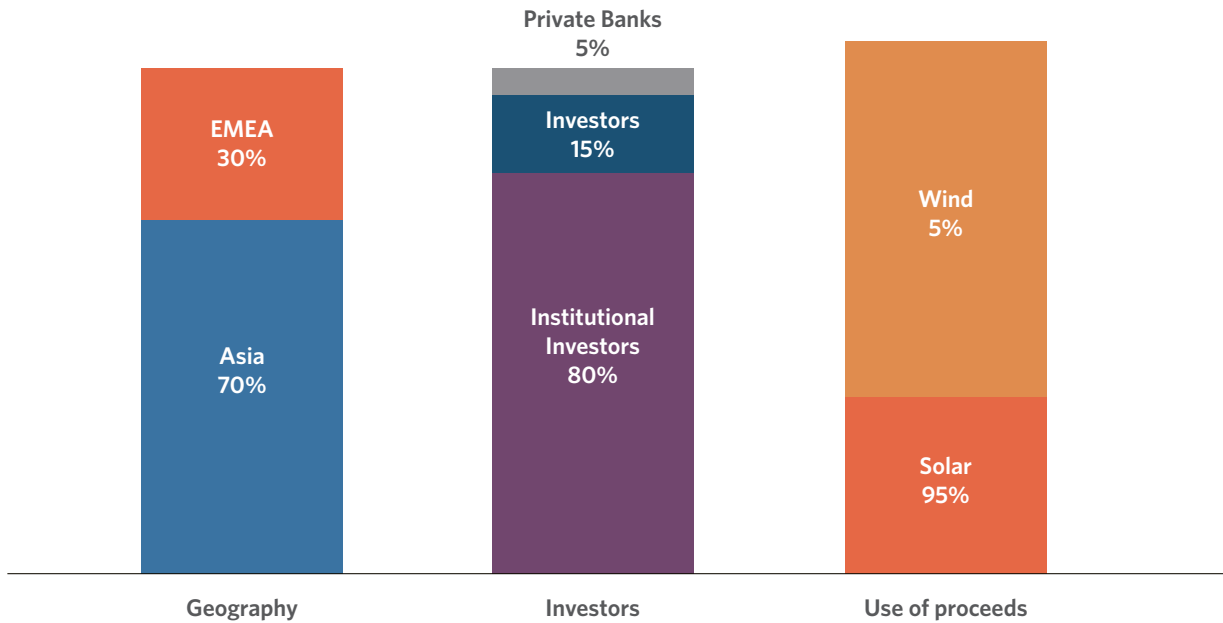 Private Banks
5%
EMEA
30%
Asia
70%
Investors
15%
Institutional
Investors
80%
Wind
5%
Solar
95%
Geography
Investors
Use of proceeds